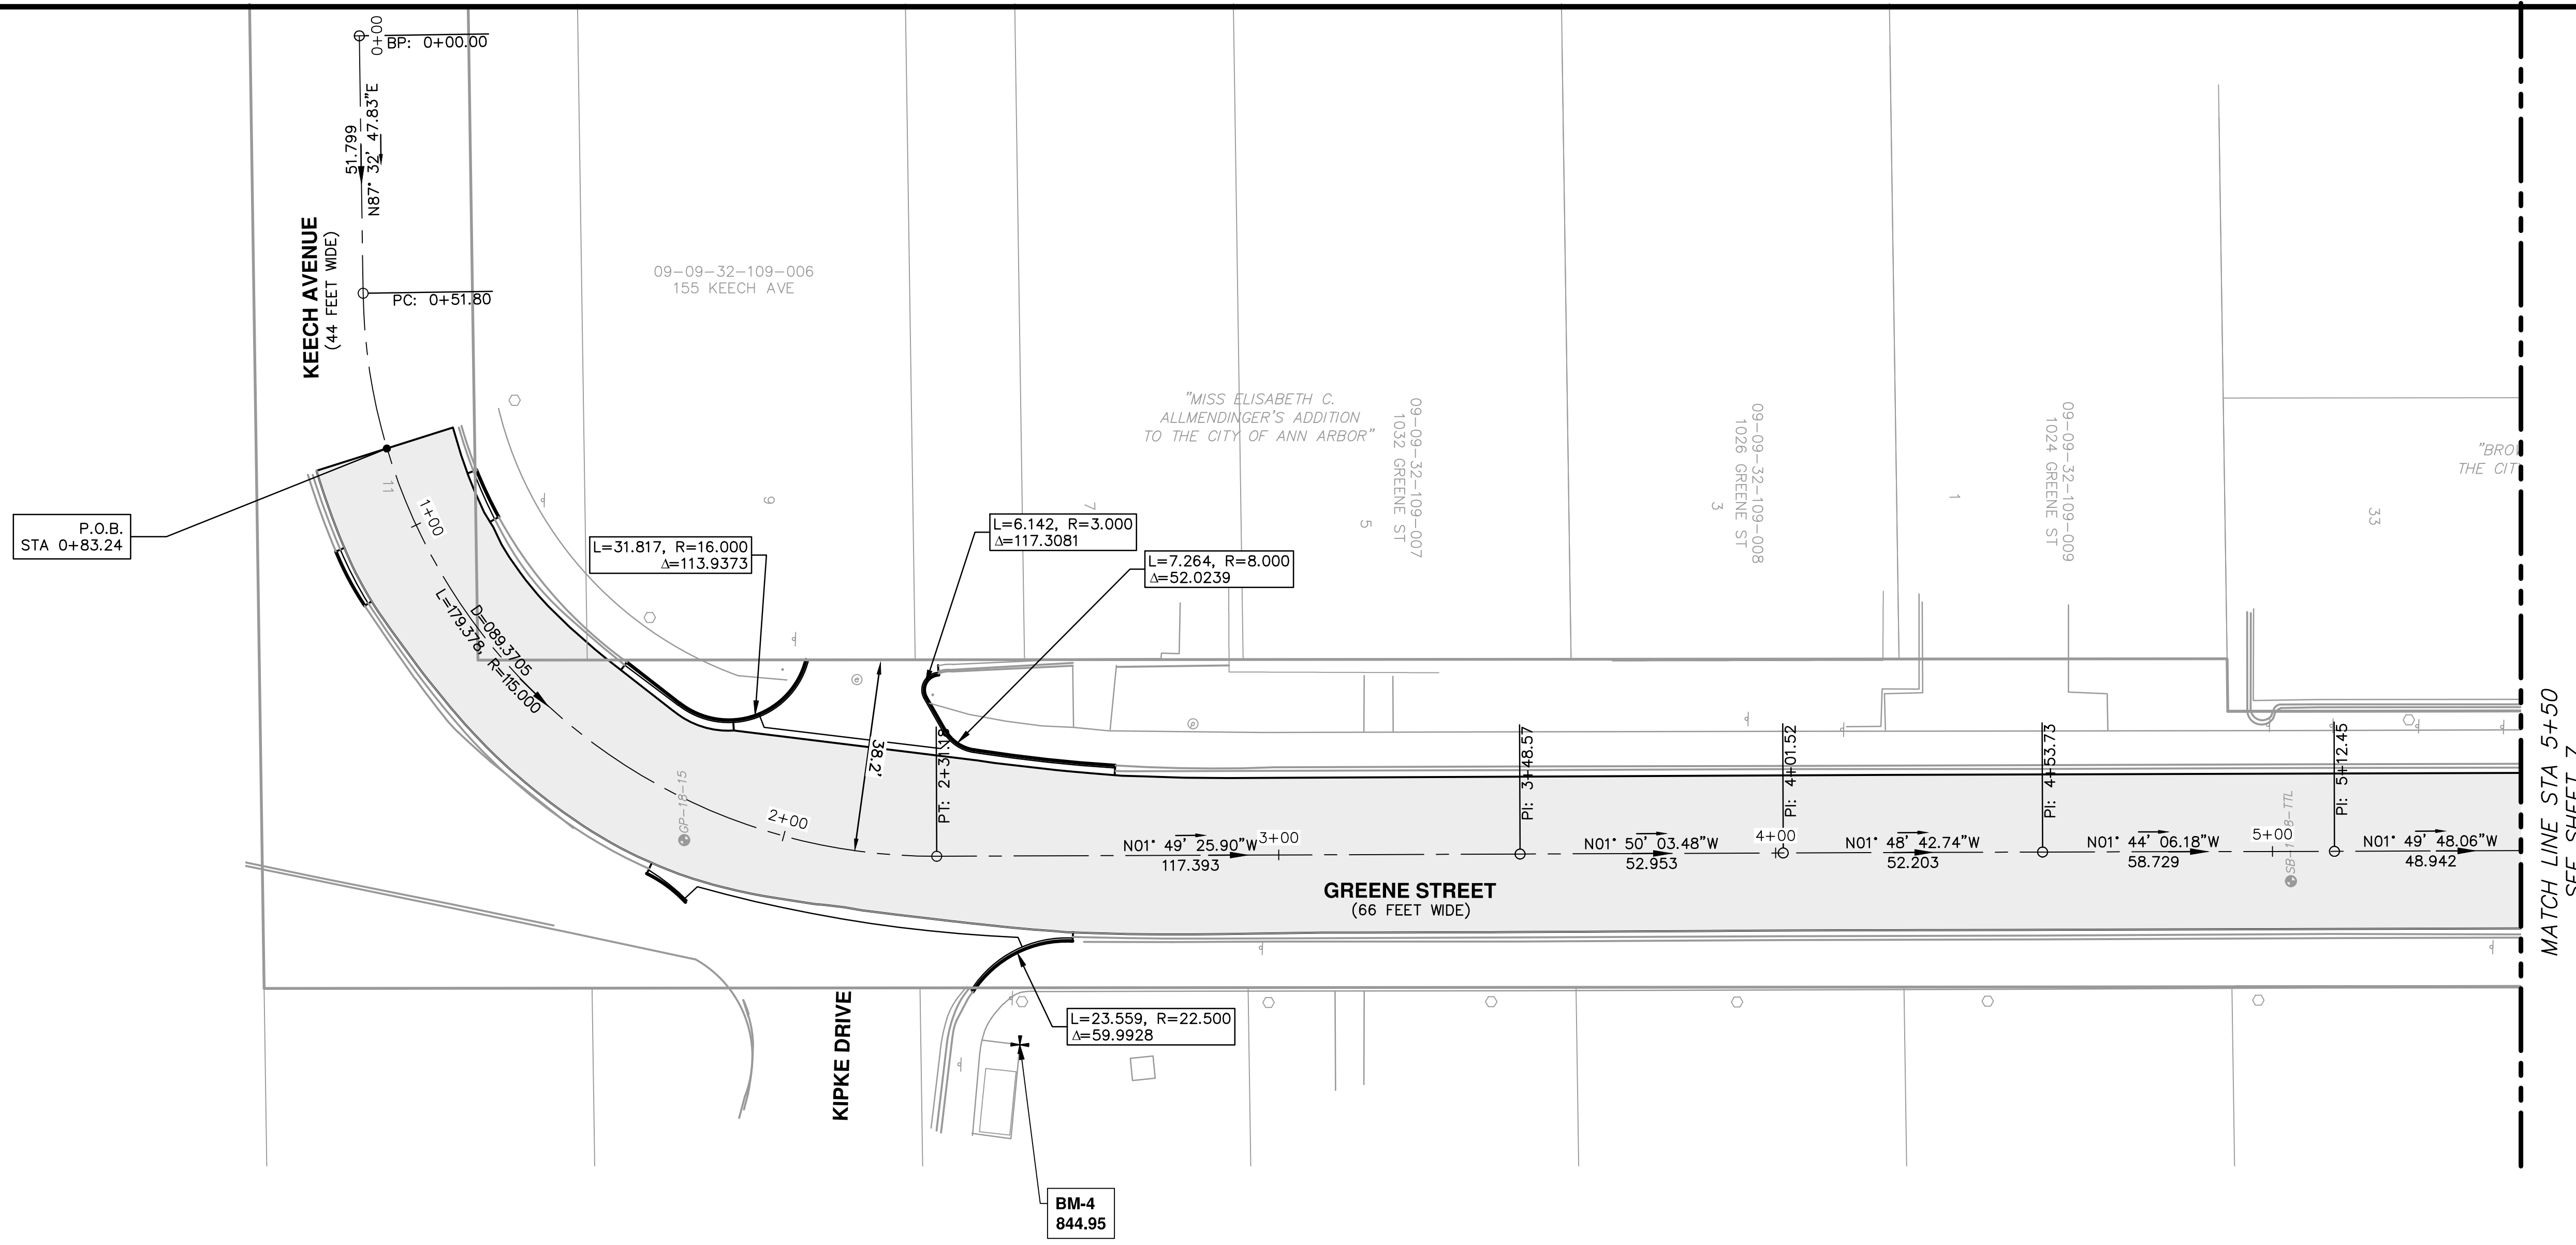 0+00
BP: 0+00.00
51.799
N87° 32' 47.83"E
KEECH AVENUE
(44 FEET WIDE)
PC: 0+51.80
09-09-32-109-006
155 KEECH AVE
"MISS ELISABETH C.
ALLMENDINGER'S ADDITION
TO THE CITY OF ANN ARBOR"
09-09-32-109-007
1032 GREENE ST
09-09-32-109-008
1026 GREENE ST
09-09-32-109-009
1024 GREENE ST
THE CIT
11
9
7
5
3
1
33
P.O.B.
STA 0+83.24
1+00
L=31.817, R=16.000
Δ=113.9373
L=6.142, R=3.000
Δ=117.3081
L=7.264, R=8.000
Δ=52.0239
D=089.3705
L=179.378, R=115.000
38.2'
GP-18-15
2+00
PT: 2+31.18
N01° 49' 25.90"W
117.393
3+00
PI: 3+48.57
N01° 50' 03.48"W
52.953
4+00
PI: 4+01.52
N01° 48' 42.74"W
52.203
PI: 4+53.73
N01° 44' 06.18"W
58.729
5+00
PI: 5+12.45
N01° 49' 48.06"W
48.942
GREENE STREET
(66 FEET WIDE)
MATCH LINE STA 5+50
SEE SHEET 7
KIPKE DRIVE
L=23.559, R=22.500
Δ=59.9928
BM-4
844.95